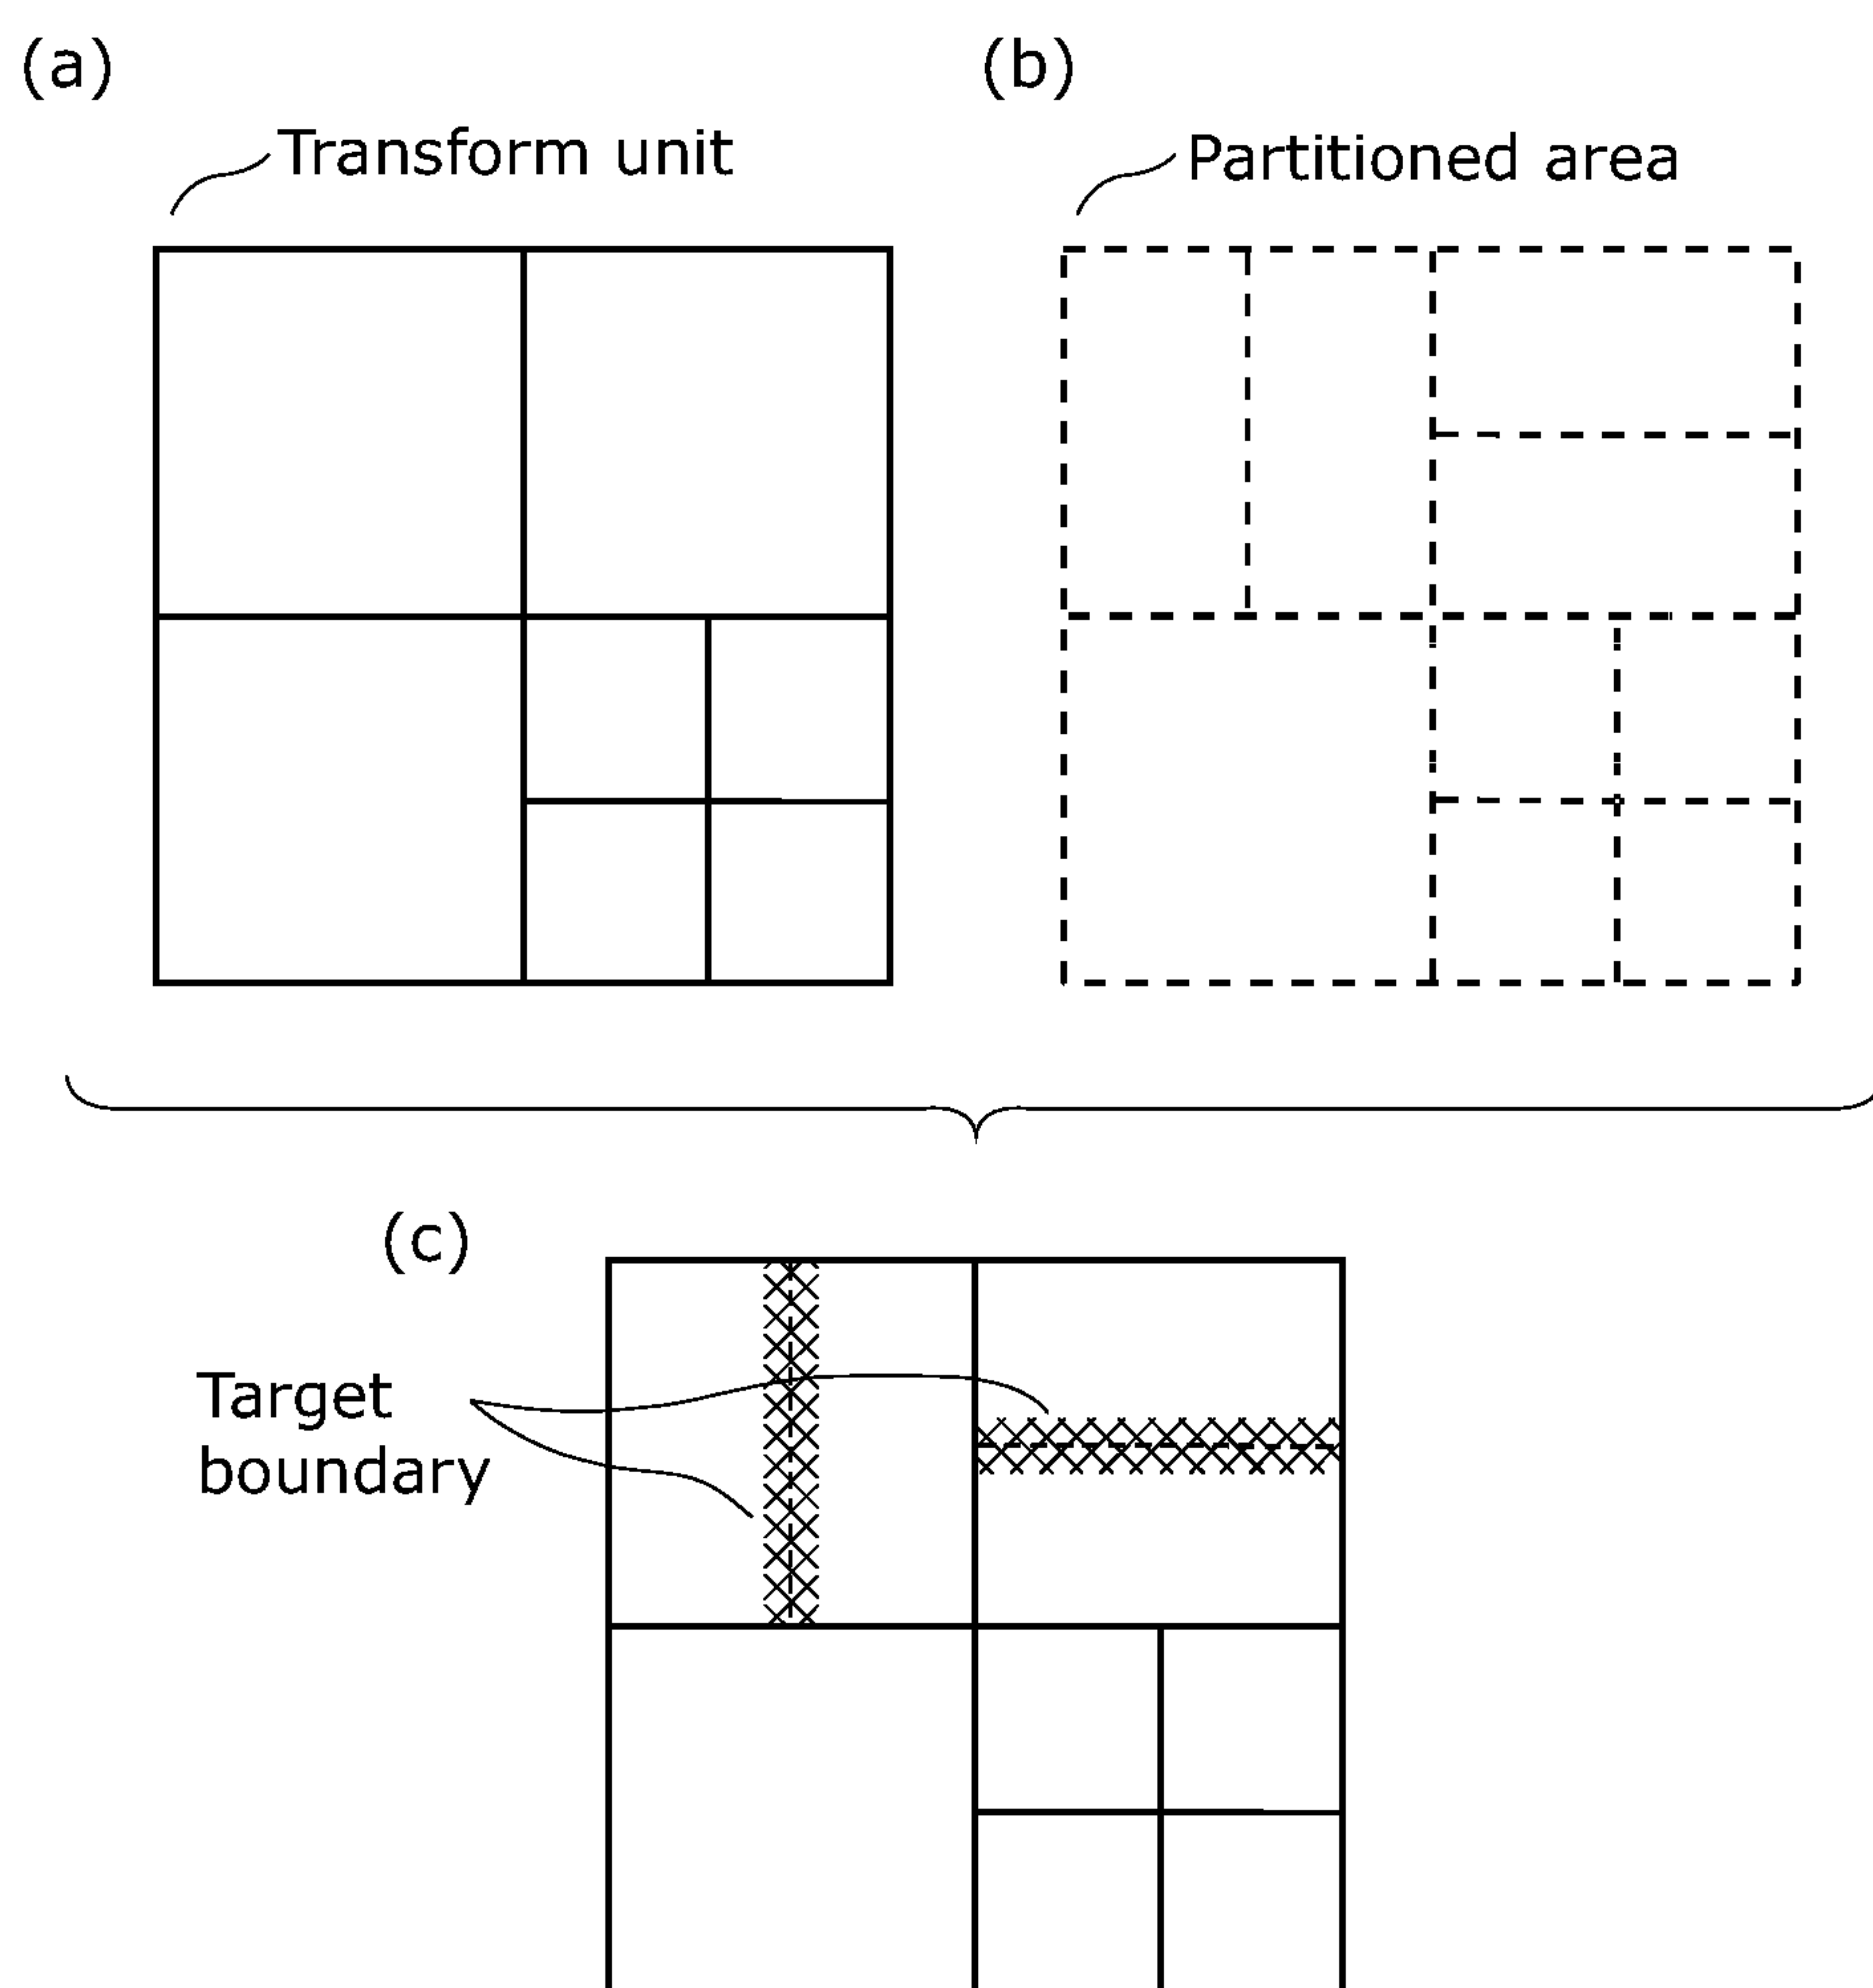 (a)
Transform unit
(b)
Partitioned area
(c)
Target
boundary